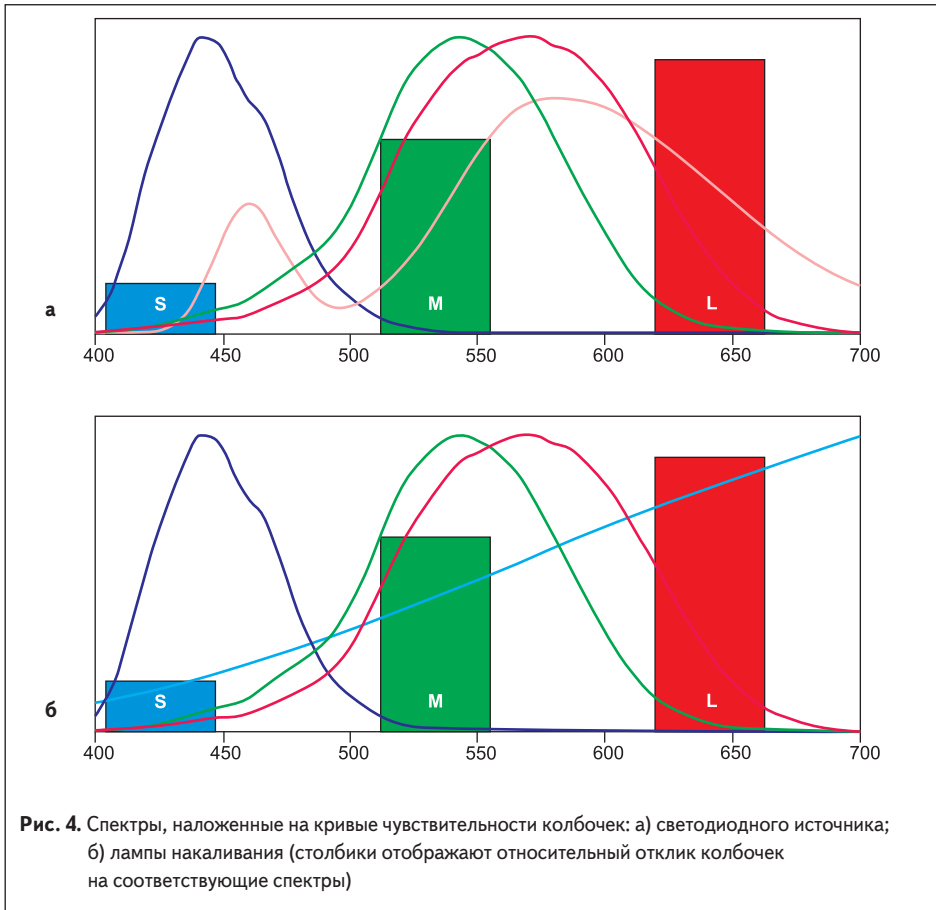 S
M
L
а
400 450 500 550 600 650 700
S
M
L
б
400 450 500 550 600 650 700
Рис. 4. Спектры, наложенные на кривые чувствительности колбочек: а) светодиодного источника;
б) лампы накаливания (столбики отображают относительный отклик колбочек
на соответствующие спектры)